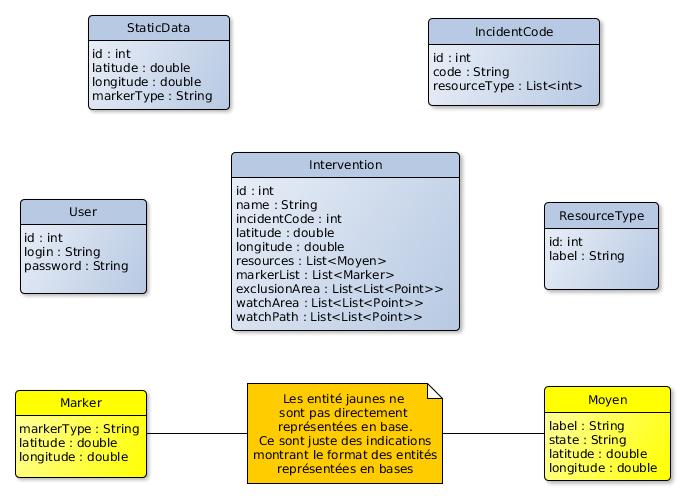 StaticData
id : int
latitude : double
longitude : double
markerType : String
IncidentCode
id : int
code : String
resourceType : List<int>
User
id : int
login : String
password : String
Intervention
id : int
name : String
incidentCode : int
latitude : double
longitude : double
resources : List<Moyen>
markerList : List<Marker>
exclusionArea : List<List<Point>>
watchArea : List<List<Point>>
watchPath : List<List<Point>>
ResourceType
id: int
label : String
Marker
markerType : String
latitude : double
longitude : double
Les entité jaunes ne
sont pas directement
représentées en base.
Ce sont juste des indications
montrant le format des entités
représentées en bases
Moyen
label : String
state : String
latitude : double
longitude : double